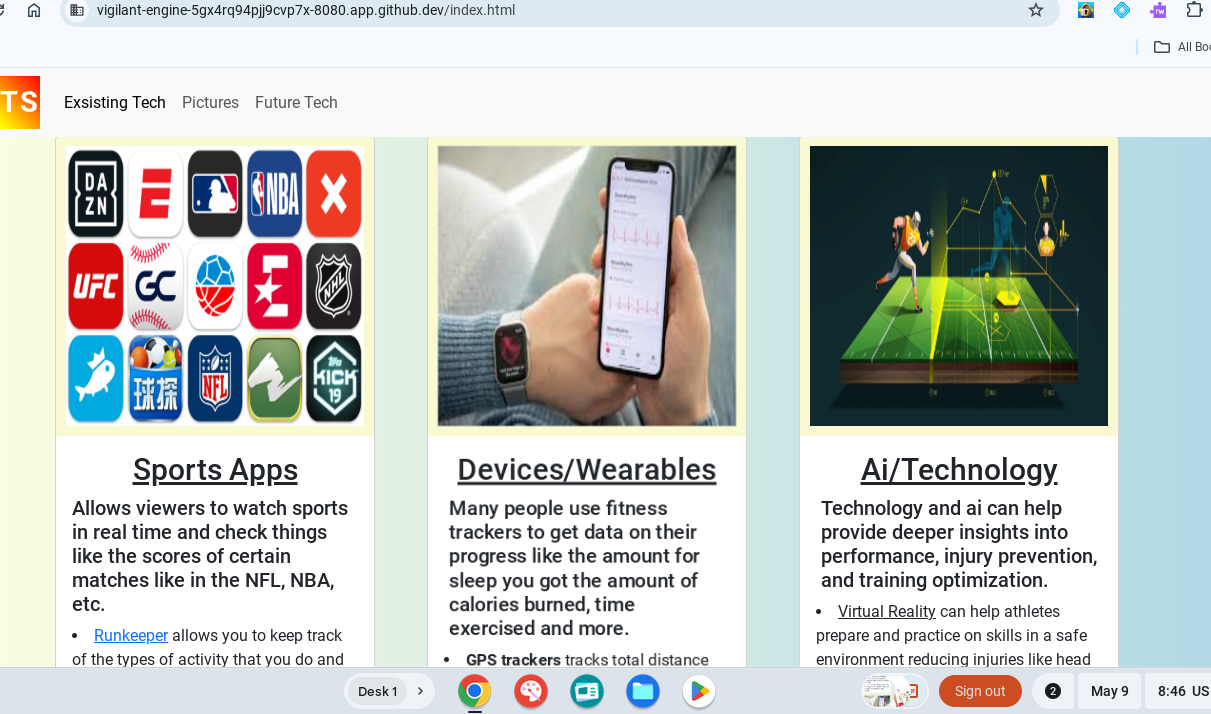 vigilant-engine-5gx4rq94pjj9cvp7x-8080.app.github.dev/index.html
rw
All Boo
TS
Exsisting Tech
Pictures
Future Tech
DA
ZN
E
NBA
UFC
GC
NHL
球探
NFL
topps
KICK
19
Sports Apps
Allows viewers to watch sports
in real time and check things
like the scores of certain
matches like in the NFL, NBA,
etc.
• Runkeeper allows you to keep track
of the types of activity that you do and
Devices/Wearables
Many people use fitness
trackers to get data on their
progress like the amount for
sleep you got the amount of
calories burned, time
exercised and more.
• GPS trackers tracks total distance
Ai/Technology
Technology and ai can help
provide deeper insights into
performance, injury prevention,
and training optimization.
• Virtual Reality can help athletes
prepare and practice on skills in a safe
environment reducing injuries like head
Desk 1
Sign out
2
May 9
8:46 US